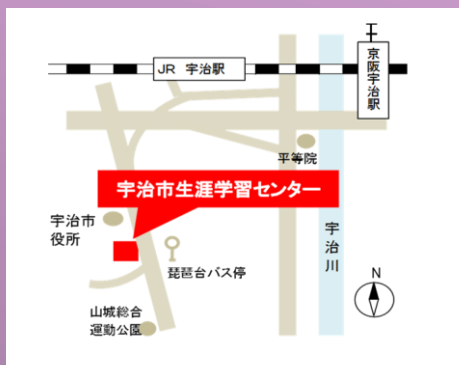 JR 宇治駅
京阪宇治駅
平等院
宇治市生涯学習センター
宇治市
役所
宇治川
琵琶台バス停
N
山城総合
運動公園